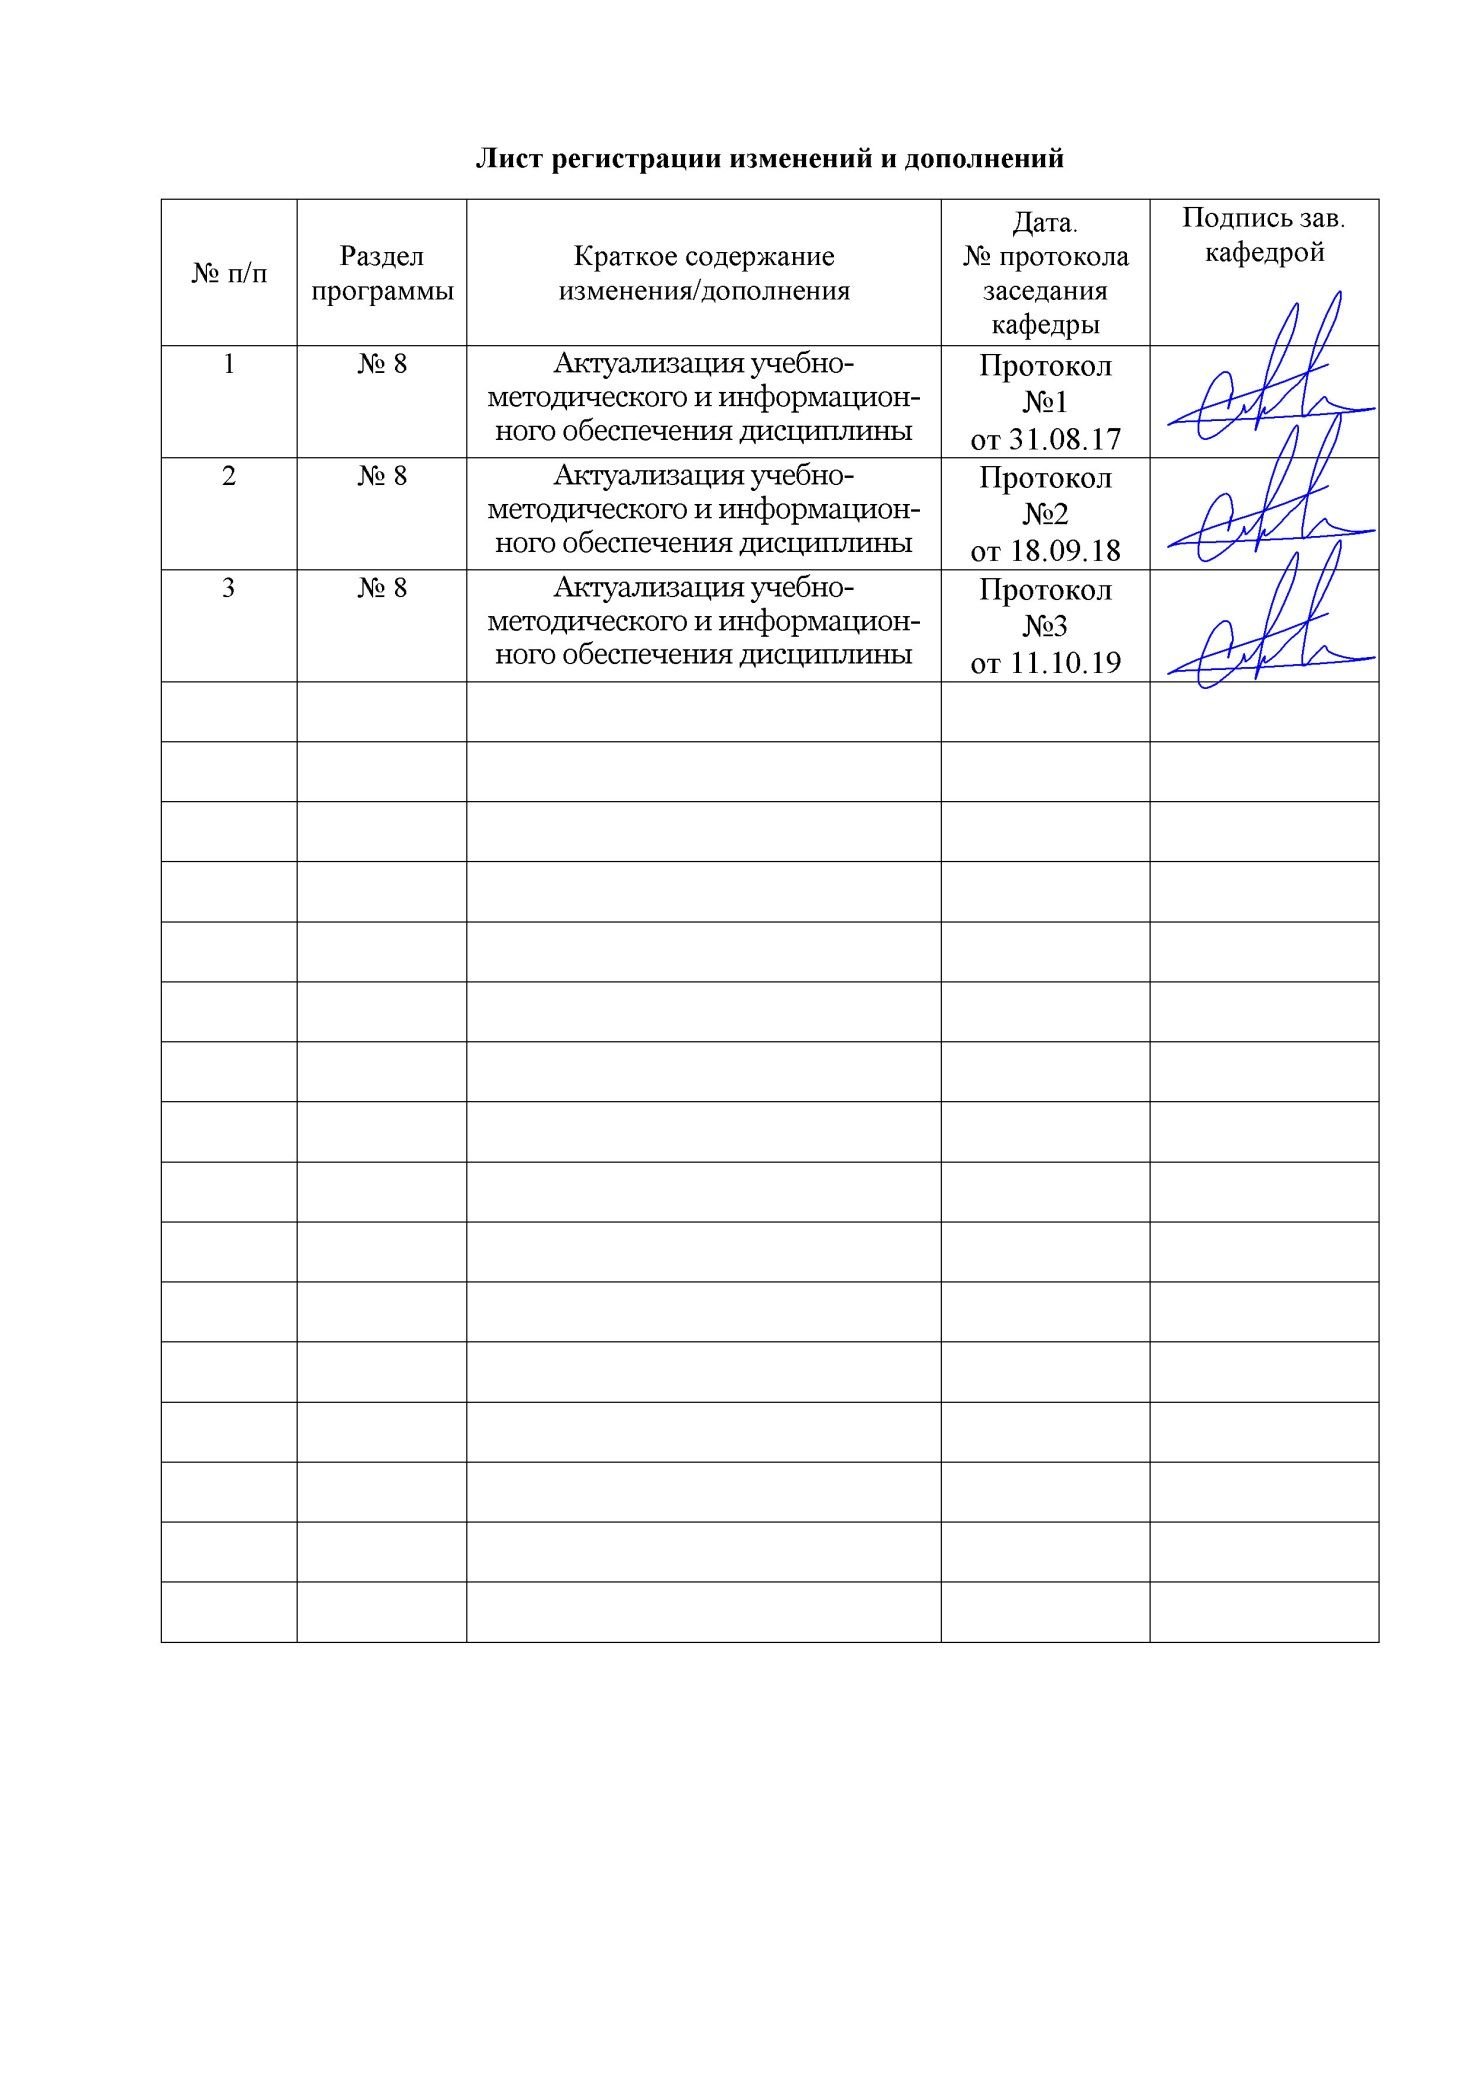 Лист регистрации изменений и дополнений
№ п/п
Раздел
программы
Краткое содержание
изменения/дополнения
Дата.
№ протокола
заседания
кафедры
Подпись зав.
кафедрой
1
№ 8
Актуализация учебно-
методического и информацион-
ного обеспечения дисциплины
Протокол
№1
от 31.08.17
2
№ 8
Актуализация учебно-
методического и информацион-
ного обеспечения дисциплины
Протокол
№2
от 18.09.18
3
№ 8
Актуализация учебно-
методического и информацион-
ного обеспечения дисциплины
Протокол
№3
от 11.10.19